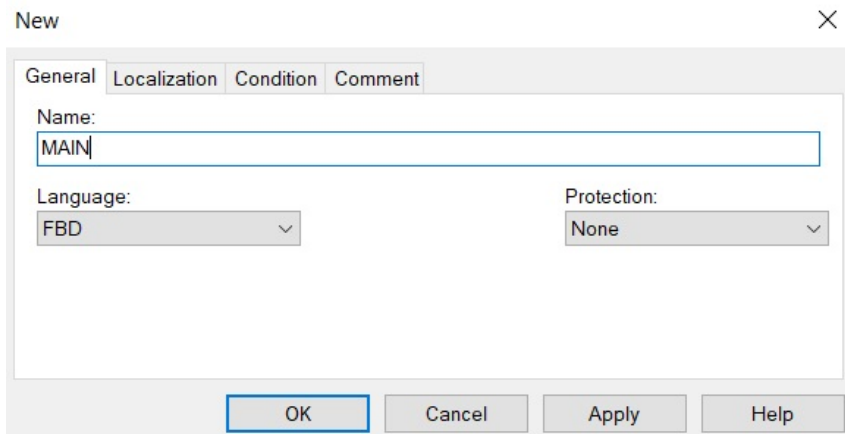 New
General Localization Condition Comment
Name:
MAIN
Language: Protection:
FBD None
OK Cancel Apply Help